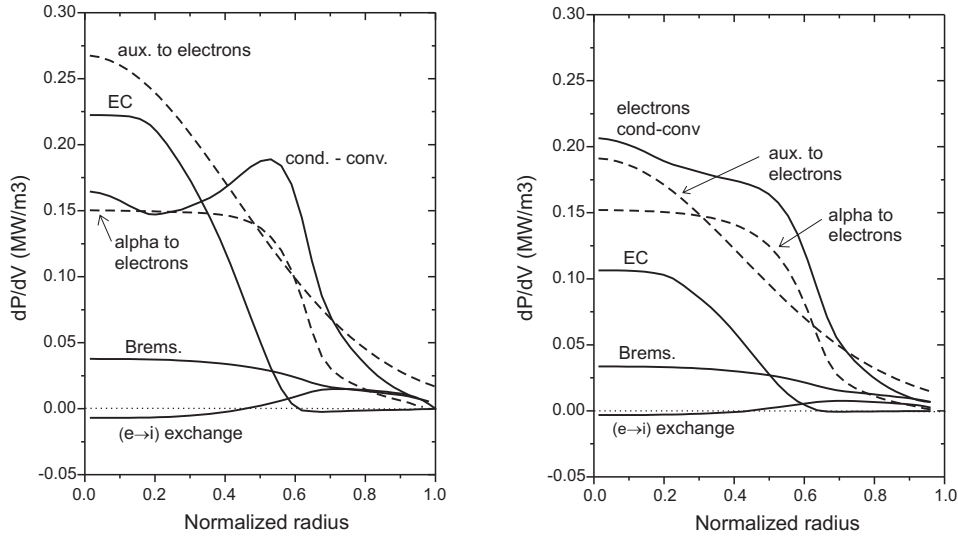 0.30
aux. to electrons
0.25
EC
0.20
cond. - conv.
0.15
alpha to
electrons
0.10
0.05
Brems.
0.00
(e→i) exchange
-0.05
0.0 0.2 0.4 0.6 0.8 1.0
Normalized radius
dP/dV (MW/m3)
0.30
0.25
electrons
cond-conv
0.20
aux. to
electrons
0.15
alpha to
electrons
EC
0.10
0.05
Brems.
0.00
(e→i) exchange
-0.05
0.0 0.2 0.4 0.6 0.8 1.0
Normalized radius
dP/dV (MW/m3)